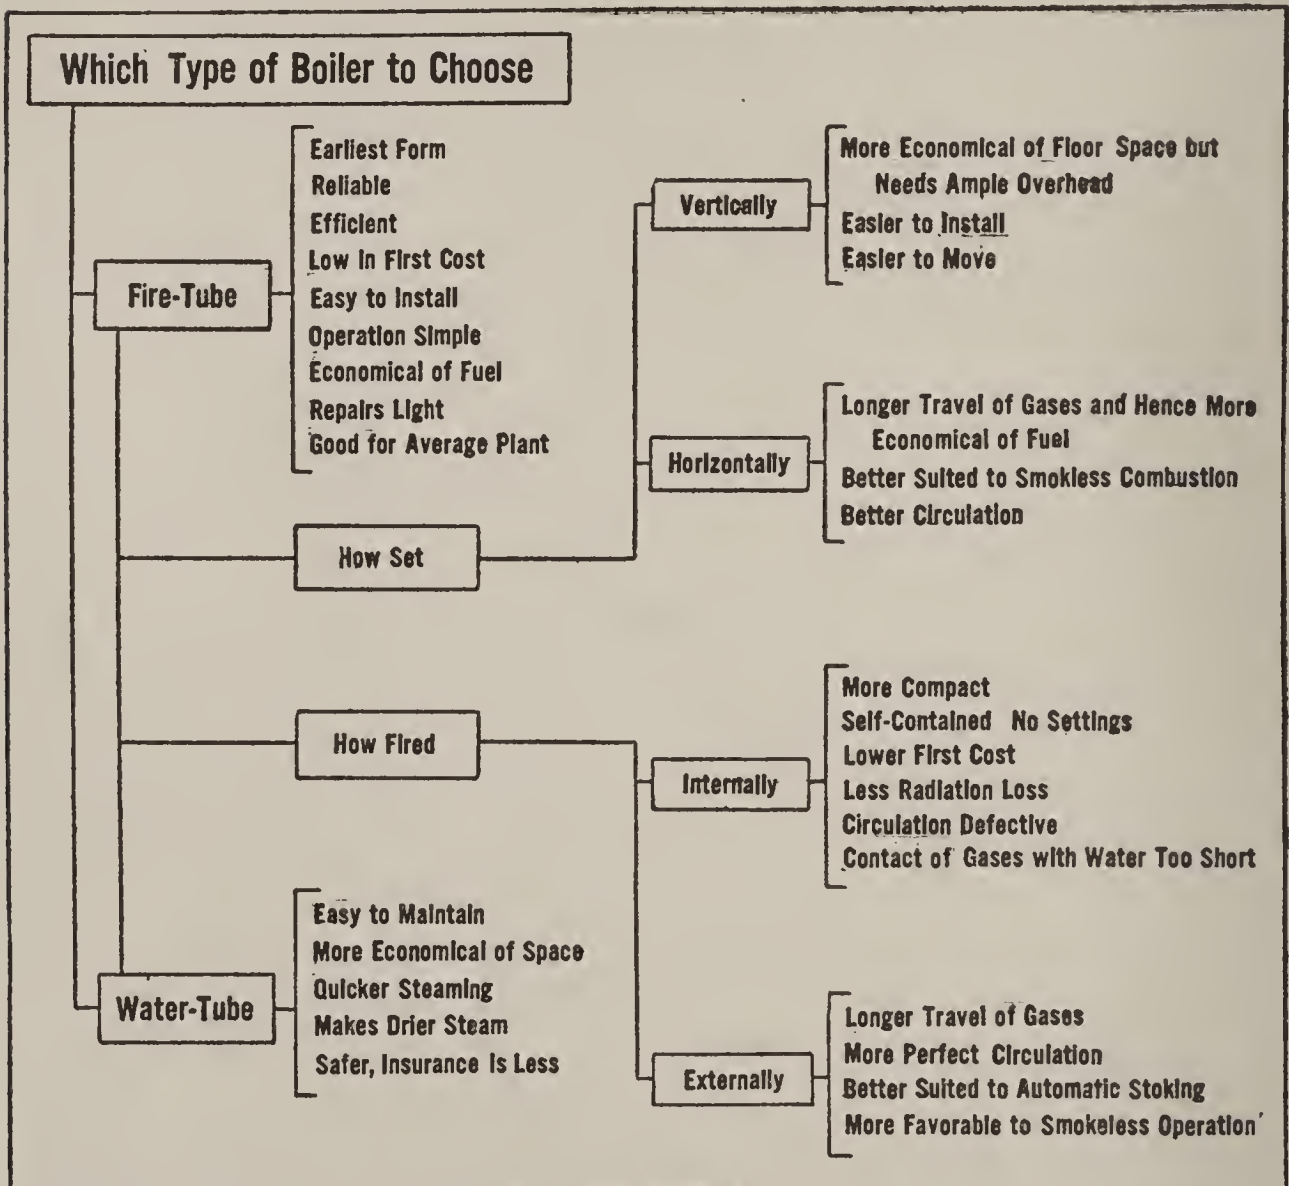 Which Type of Boiler to Choose
Fire-Tube
Earliest Form
Reliable
Efficient
Low in First Cost
Easy to Install
Operation Simple
Economical of Fuel
Repairs Light
Good for Average Plant
Vertically
More Economical of Floor Space but
Needs Ample Overhead
Easier to Install
Easier to Move
Horizontally
Longer Travel of Gases and Hence More
Economical of Fuel
Better Suited to Smokless Combustion
Better Circulation
How Set
How Fired
Internally
More Compact
Self-Contained No Settings
Lower First Cost
Less Radiation Loss
Circulation Defective
Contact of Gases with Water Too Short
Water-Tube
Easy to Maintain
More Economical of Space
Quicker Steaming
Makes Drier Steam
Safer, Insurance Is Less
Externally
Longer Travel of Gases
More Perfect Circulation
Better Suited to Automatic Stoking
More Favorable to Smokeless Operation